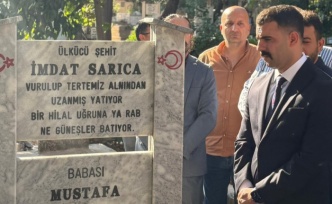 ÜLKÜCÜ ŞEHİT
İMDAT SARICA
VURULUP TERTEMİZ ALNINDAN
UZANMIŞ YATIYOR
BİR HİLAL UĞRUNA YA RAB
NE GÜNEŞLER BATIYOR.
BABASI
MUSTAFA